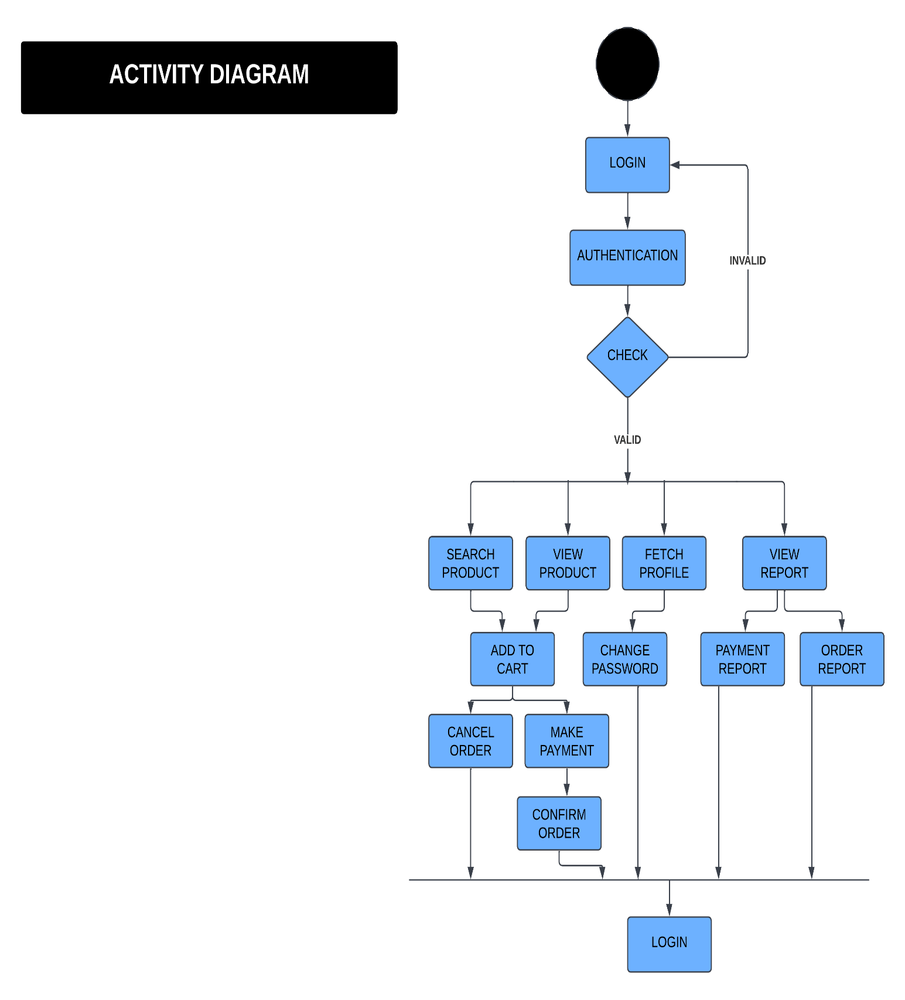 ACTIVITY DIAGRAM
LOGIN
AUTHENTICATION
INVALID
CHECK
VALID
SEARCH
PRODUCT
VIEW
PRODUCT
FETCH
PROFILE
VIEW
REPORT
ADD TO
CART
CHANGE
PASSWORD
PAYMENT
REPORT
ORDER
REPORT
CANCEL
ORDER
MAKE
PAYMENT
CONFIRM
ORDER
LOGIN